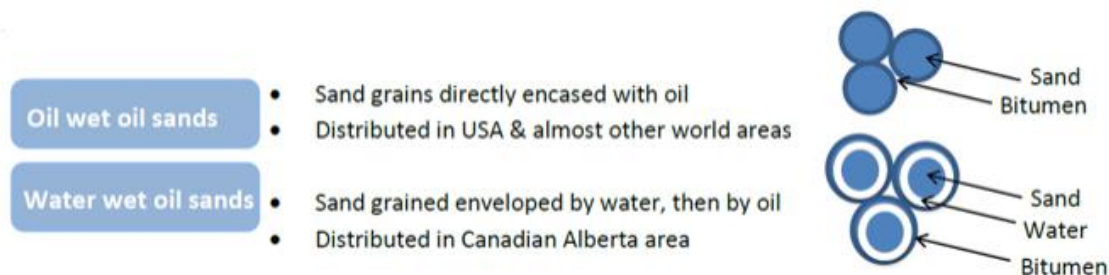 Oil wet oil sands
• Sand grains directly encased with oil
• Distributed in USA & almost other world areas
Sand
Bitumen
Water wet oil sands
• Sand grained enveloped by water, then by oil
• Distributed in Canadian Alberta area
Sand
Water
Bitumen